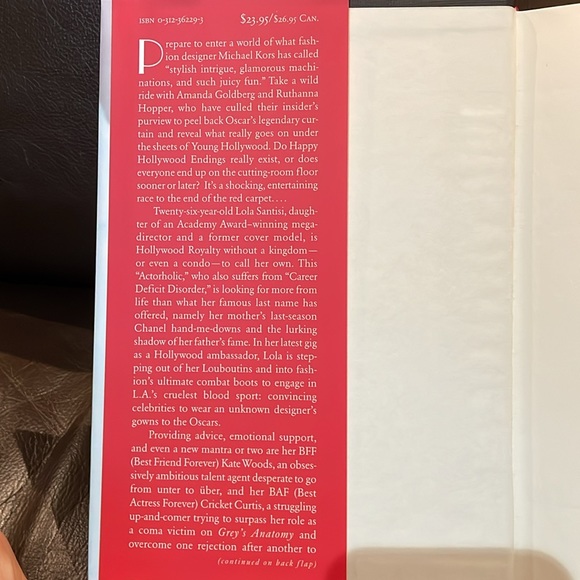 ISBN 0-312-36229-3 $23.95/$26.95 CAN.
Prepare to enter a world of what fash-
ion designer Michael Kors has called
"stylish intrigue, glamorous machi-
nations, and such juicy fun." Take a wild
ride with Amanda Goldberg and Ruthanna
Hopper, who have culled their insider's
purview to peel back Oscar's legendary cur-
tain and reveal what really goes on under
the sheets of Young Hollywood. Do Happy
Hollywood Endings really exist, or does
everyone end up on the cutting-room floor
sooner or later? It's a shocking, entertaining
race to the end of the red carpet....
Twenty-six-year-old Lola Santisi, daugh-
ter of an Academy Award–winning mega-
director and a former cover model, is
Hollywood Royalty without a kingdom—
or even a condo—to call her own. This
"Actorholic," who also suffers from "Career
Deficit Disorder," is looking for more from
life than what her famous last name has
offered, namely her mother's last-season
Chanel hand-me-downs and the lurking
shadow of her father's fame. In her latest gig
as a Hollywood ambassador, Lola is step-
ping out of her Louboutins and into fash-
ion's ultimate combat boots to engage in
L.A.'s cruelest blood sport: convincing
celebrities to wear an unknown designer's
gowns to the Oscars.
Providing advice, emotional support,
and even a new mantra or two are her BFF
(Best Friend Forever) Kate Woods, an obses-
sively ambitious talent agent desperate to go
from unter to über, and her BAF (Best
Actress Forever) Cricket Curtis, a struggling
up-and-comer trying to surpass her role as
a coma victim on Grey's Anatomy and
overcome one rejection after another to
(continued on back flap)